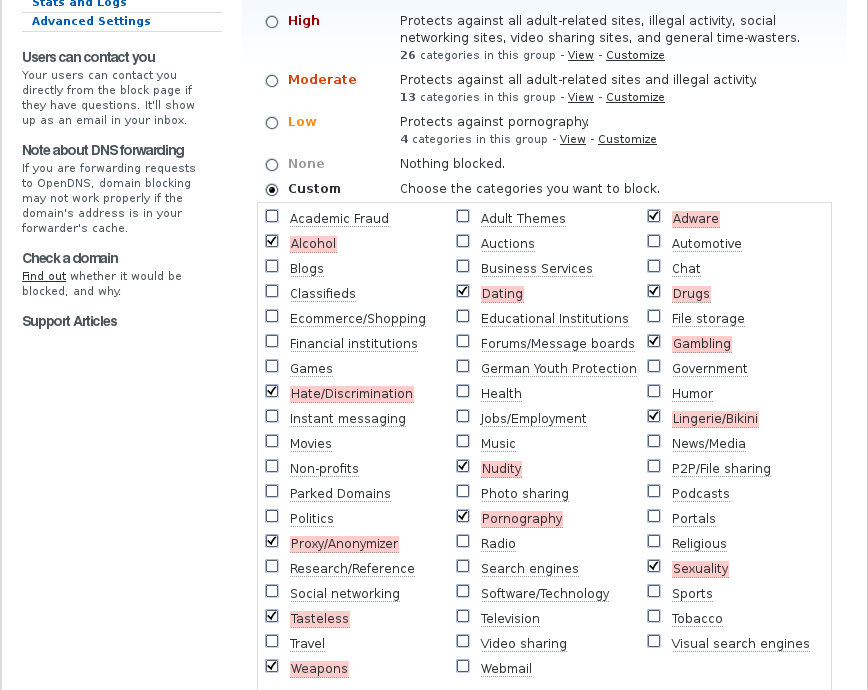 Stats and Logs
Advanced Settings
Users can contact you
Your users can contact you
directly from the block page if
they have questions. It'll show
up as an email in your inbox.
Note about DNS forwarding
If you are forwarding requests
to OpenDNS, domain blocking
may not work properly if the
domain's address is in your
forwarder's cache.
Check a domain
Find out whether it would be
blocked, and why.
Support Articles
High
Protects against all adult-related sites, illegal activity, social
networking sites, video sharing sites, and general time-wasters.
26 categories in this group - View - Customize
Moderate
Protects against all adult-related sites and illegal activity.
13 categories in this group - View - Customize
Low
Protects against pornography.
4 categories in this group - View - Customize
None
Nothing blocked.
Custom
Choose the categories you want to block.
Academic Fraud Adult Themes Adware
Alcohol Auctions Automotive
Blogs Business Services Chat
Classifieds Dating Drugs
Ecommerce/Shopping Educational Institutions File storage
Financial institutions Forums/Message boards Gambling
Games German Youth Protection Government
Hate/Discrimination Health Humor
Instant messaging Jobs/Employment Lingerie/Bikini
Movies Music News/Media
Non-profits Nudity P2P/File sharing
Parked Domains Photo sharing Podcasts
Politics Pornography Portals
Proxy/Anonymizer Radio Religious
Research/Reference Search engines Sexuality
Social networking Software/Technology Sports
Tasteless Television Tobacco
Travel Video sharing Visual search engines
Weapons Webmail